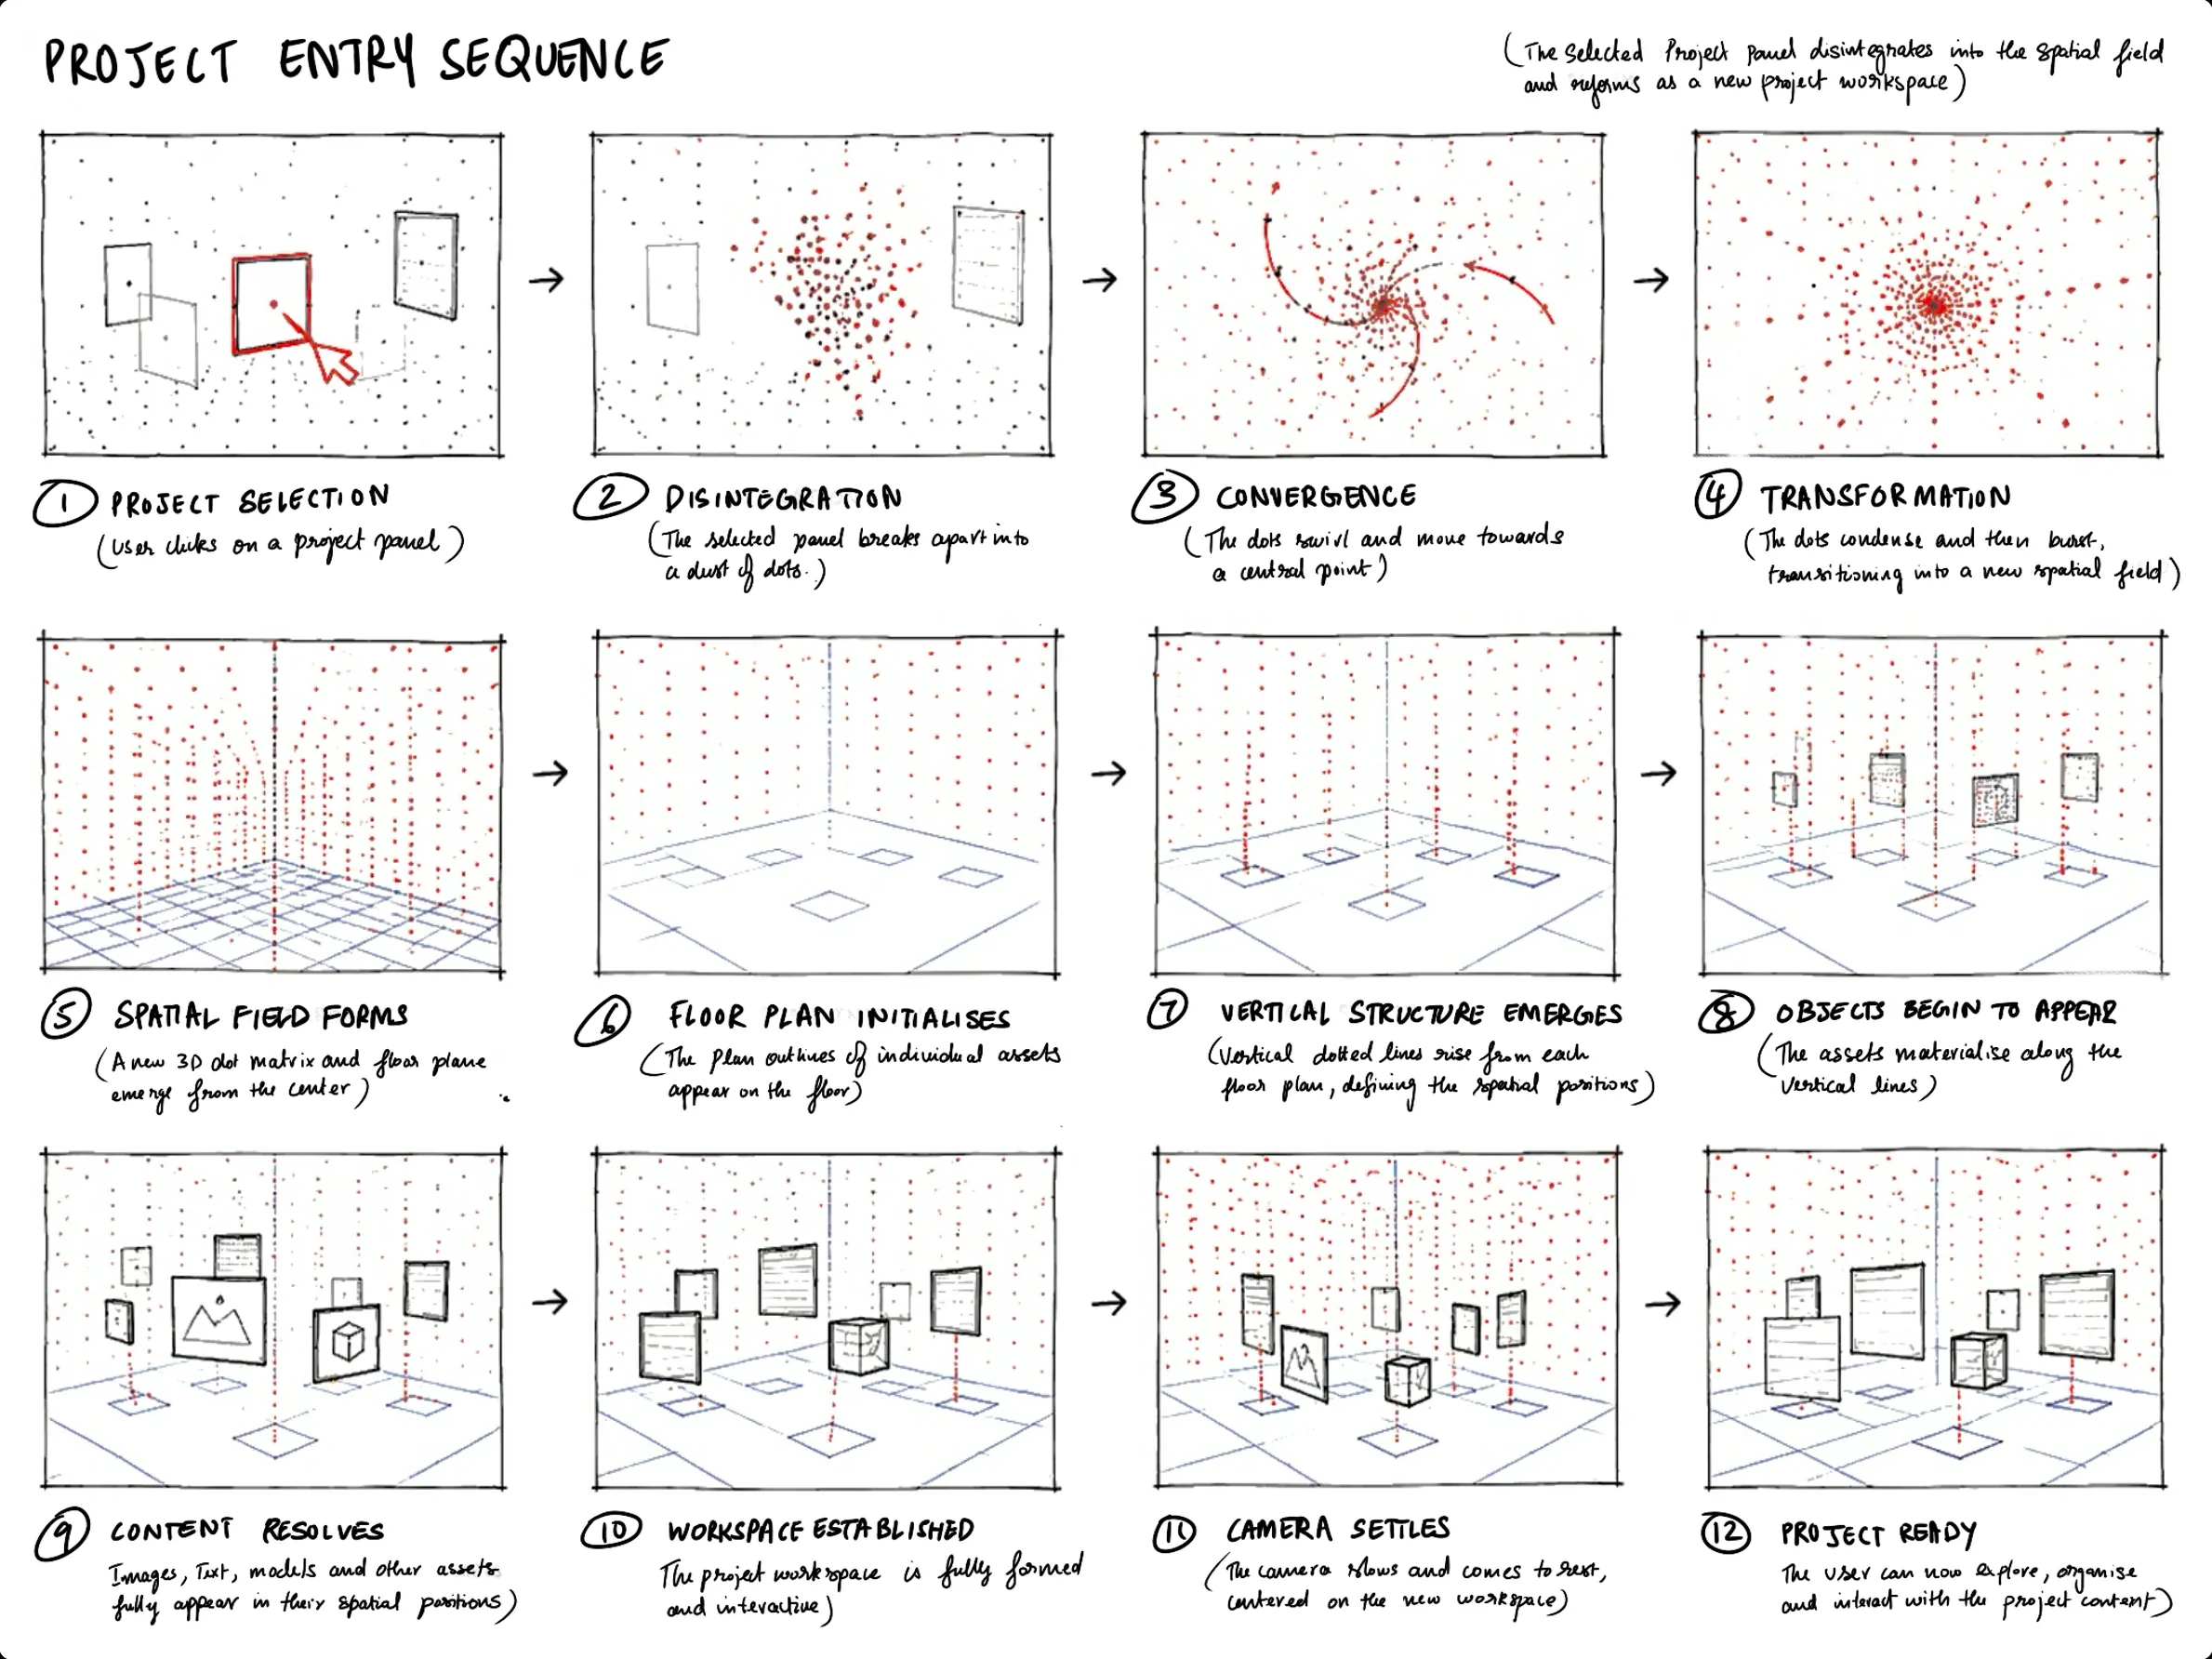 PROJECT ENTRY SEQUENCE
(The Selected Project panel disintegrates into the spatial field
and reforms as a new project workspace)
1 PROJECT SELECTION
(User clicks on a project panel)
2 DISINTEGRATION
(The selected panel breaks apart into
a dust of dots.)
3 CONVERGENCE
(The dots swirl and move towards
a central point)
4 TRANSFORMATION
(The dots condense and then burst,
transitioning into a new spatial field)
5 SPATIAL FIELD FORMS
(A new 3D dot matrix and floor plane
emerge from the center)
6 FLOOR PLAN INITIALISES
(The plan outlines of individual assets
appear on the floor)
7 VERTICAL STRUCTURE EMERGES
(Vertical dotted lines rise from each
floor plan, defining the spatial positions)
8 OBJECTS BEGIN TO APPEAR
(The assets materialise along the
vertical lines)
9 CONTENT RESOLVES
Images, Text, models and other assets
fully appear in their spatial positions)
10 WORKSPACE ESTABLISHED
The project workspace is fully formed
and interactive)
11 CAMERA SETTLES
(The camera slows and comes to rest,
centered on the new workspace)
12 PROJECT READY
The user can now explore, organise
and interact with the project content)